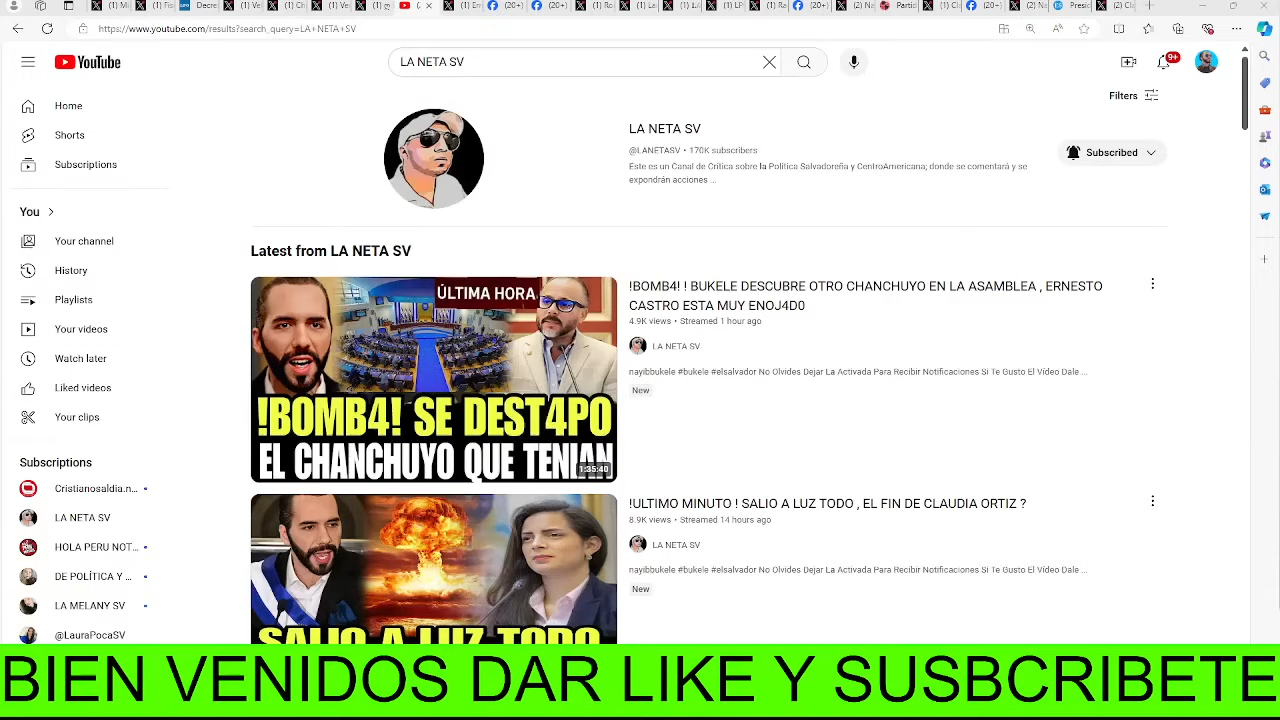 https://www.youtube.com/results?search_query=LA+NETA+SV
YouTube
LA NETA SV
9+
Filters
Home
Shorts
Subscriptions
You
Your channel
History
Playlists
Your videos
Watch later
Liked videos
Your clips
Subscriptions
Cristianosaldia.n...
LA NETA SV
HOLA PERU NOT...
DE POLÍTICA Y ...
LA MELANY SV
@LauraPocaSV
LA NETA SV
@LANETASV • 170K subscribers
Este es un Canal de Crítica sobre la Política Salvadoreña y CentroAmericana; donde se comentará y se
expondrán acciones ...
Subscribed
Latest from LA NETA SV
ÚLTIMA HORA
!BOMB4! SE DEST4PO
EL CHANCHUYO QUE TENIAN
1:35:40
!BOMB4! ! BUKELE DESCUBRE OTRO CHANCHUYO EN LA ASAMBLEA , ERNESTO
CASTRO ESTA MUY ENOJ4D0
4.9K views • Streamed 1 hour ago
LA NETA SV
nayibbukele #bukele #elsalvador No Olvides Dejar La Activada Para Recibir Notificaciones Si Te Gusto El Vídeo Dale ...
New
SALIO A LUZ TODO
!ULTIMO MINUTO ! SALIO A LUZ TODO , EL FIN DE CLAUDIA ORTIZ ?
8.9K views • Streamed 14 hours ago
LA NETA SV
nayibbukele #bukele #elsalvador No Olvides Dejar La Activada Para Recibir Notificaciones Si Te Gusto El Vídeo Dale ...
New
BIEN VENIDOS DAR LIKE Y SUSBCRIBETE